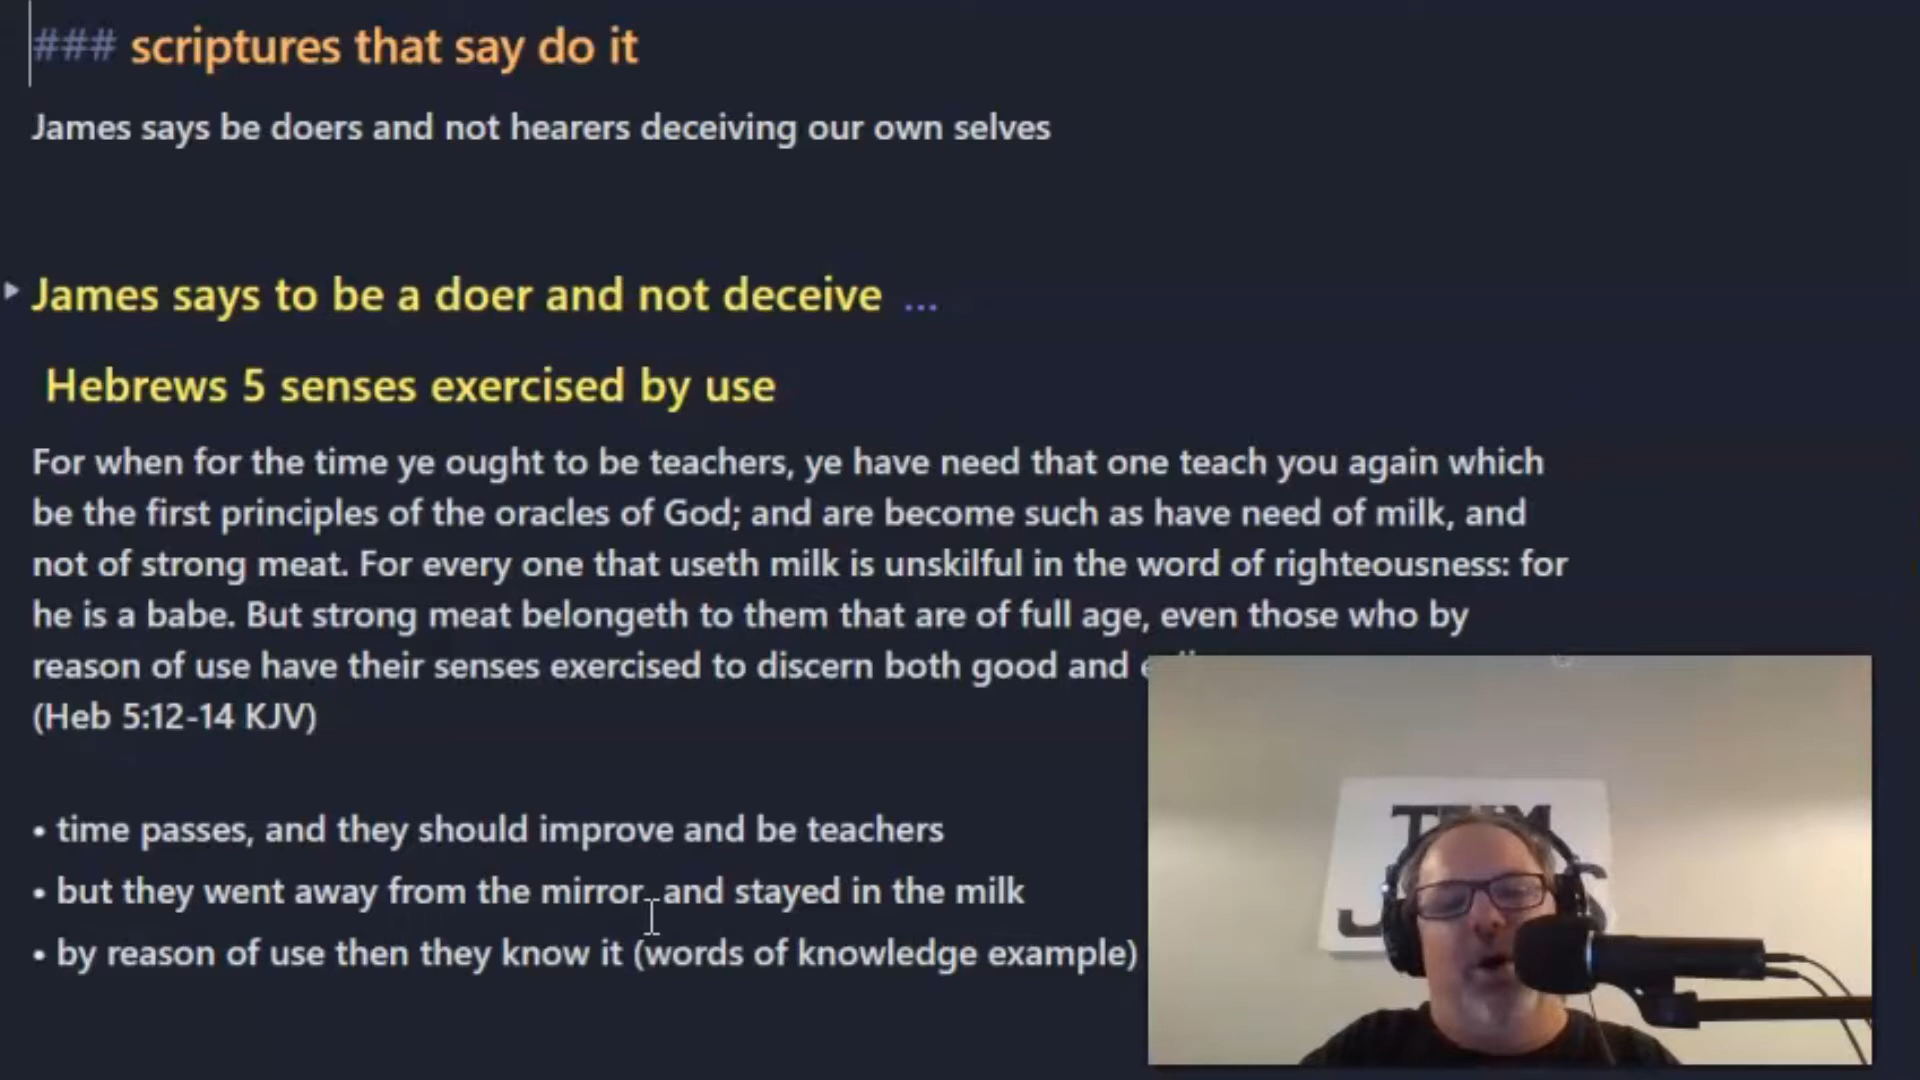 ### scriptures that say do it
James says be doers and not hearers deceiving our own selves
James says to be a doer and not deceive ...
Hebrews 5 senses exercised by use
For when for the time ye ought to be teachers, ye have need that one teach you again which
be the first principles of the oracles of God; and are become such as have need of milk, and
not of strong meat. For every one that useth milk is unskilful in the word of righteousness: for
he is a babe. But strong meat belongeth to them that are of full age, even those who by
reason of use have their senses exercised to discern both good and
(Heb 5:12-14 KJV)
• time passes, and they should improve and be teachers
• but they went away from the mirror and stayed in the milk
• by reason of use then they know it (words of knowledge example)